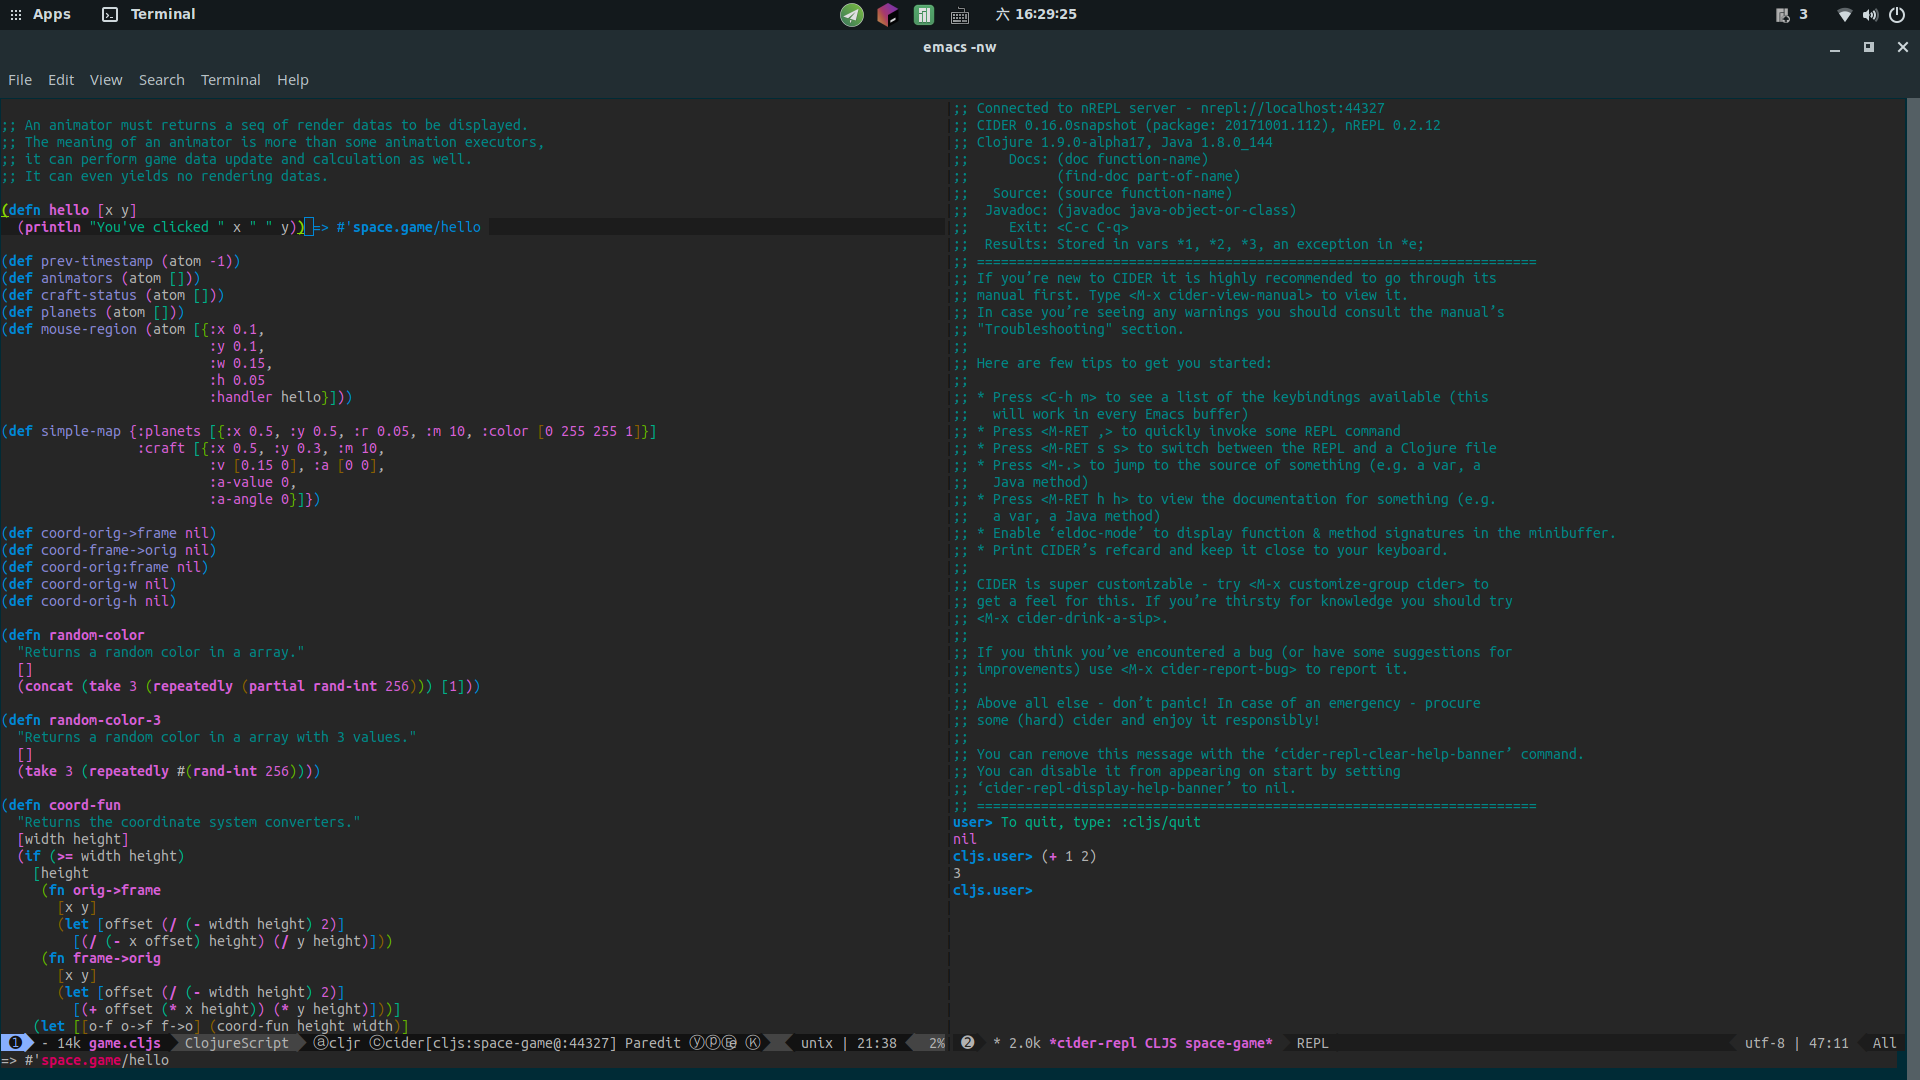 Apps Terminal 六 16:29:25 3
emacs -nw
File Edit View Search Terminal Help
;; An animator must returns a seq of render datas to be displayed.
;; The meaning of an animator is more than some animation executors,
;; it can perform game data update and calculation as well.
;; It can even yields no rendering datas.
(defn hello [x y]
(println "You've clicked " x " " y)) => #'space.game/hello
(def prev-timestamp (atom -1))
(def animators (atom []))
(def craft-status (atom []))
(def planets (atom []))
(def mouse-region (atom [{:x 0.1,
:y 0.1,
:w 0.15,
:h 0.05
:handler hello}]))
(def simple-map {:planets [{:x 0.5, :y 0.5, :r 0.05, :m 10, :color [0 255 255 1]}]
:craft [{:x 0.5, :y 0.3, :m 10,
:v [0.15 0], :a [0 0],
:a-value 0,
:a-angle 0}]})
(def coord-orig->frame nil)
(def coord-frame->orig nil)
(def coord-orig:frame nil)
(def coord-orig-w nil)
(def coord-orig-h nil)
(defn random-color
"Returns a random color in a array."
[]
(concat (take 3 (repeatedly (partial rand-int 256))) [1]))
(defn random-color-3
"Returns a random color in a array with 3 values."
[]
(take 3 (repeatedly #(rand-int 256))))
(defn coord-fun
"Returns the coordinate system converters."
[width height]
(if (>= width height)
[height
(fn orig->frame
[x y]
(let [offset (/ (- width height) 2)]
[(/ (- x offset) height) (/ y height)]))
(fn frame->orig
[x y]
(let [offset (/ (- width height) 2)]
[(+ offset (* x height)) (* y height)]))]
(let [[o-f o->f f->o] (coord-fun height width)]
❶ - 14k game.cljs ClojureScript ⓐcljr ⓒcider[cljs:space-game@:44327] Paredit ⓨⓟ Ⓚ unix | 21:38 2%
=> #'space.game/hello
;; Connected to nREPL server - nrepl://localhost:44327
;; CIDER 0.16.0snapshot (package: 20171001.112), nREPL 0.2.12
;; Clojure 1.9.0-alpha17, Java 1.8.0_144
;; Docs: (doc function-name)
;; (find-doc part-of-name)
;; Source: (source function-name)
;; Javadoc: (javadoc java-object-or-class)
;; Exit: <C-c C-q>
;; Results: Stored in vars *1, *2, *3, an exception in *e;
;; ======================================================================
;; If you’re new to CIDER it is highly recommended to go through its
;; manual first. Type <M-x cider-view-manual> to view it.
;; In case you’re seeing any warnings you should consult the manual’s
;; "Troubleshooting" section.
;;
;; Here are few tips to get you started:
;;
;; * Press <C-h m> to see a list of the keybindings available (this
;; will work in every Emacs buffer)
;; * Press <M-RET ,> to quickly invoke some REPL command
;; * Press <M-RET s s> to switch between the REPL and a Clojure file
;; * Press <M-.> to jump to the source of something (e.g. a var, a
;; Java method)
;; * Press <M-RET h h> to view the documentation for something (e.g.
;; a var, a Java method)
;; * Enable ‘eldoc-mode’ to display function & method signatures in the minibuffer.
;; * Print CIDER’s refcard and keep it close to your keyboard.
;;
;; CIDER is super customizable - try <M-x customize-group cider> to
;; get a feel for this. If you’re thirsty for knowledge you should try
;; <M-x cider-drink-a-sip>.
;;
;; If you think you’ve encountered a bug (or have some suggestions for
;; improvements) use <M-x cider-report-bug> to report it.
;;
;; Above all else - don’t panic! In case of an emergency - procure
;; some (hard) cider and enjoy it responsibly!
;;
;; You can remove this message with the ‘cider-repl-clear-help-banner’ command.
;; You can disable it from appearing on start by setting
;; ‘cider-repl-display-help-banner’ to nil.
;; ======================================================================
user> To quit, type: :cljs/quit
nil
cljs.user> (+ 1 2)
3
cljs.user>
❷ * 2.0k *cider-repl CLJS space-game* REPL utf-8 | 47:11 All